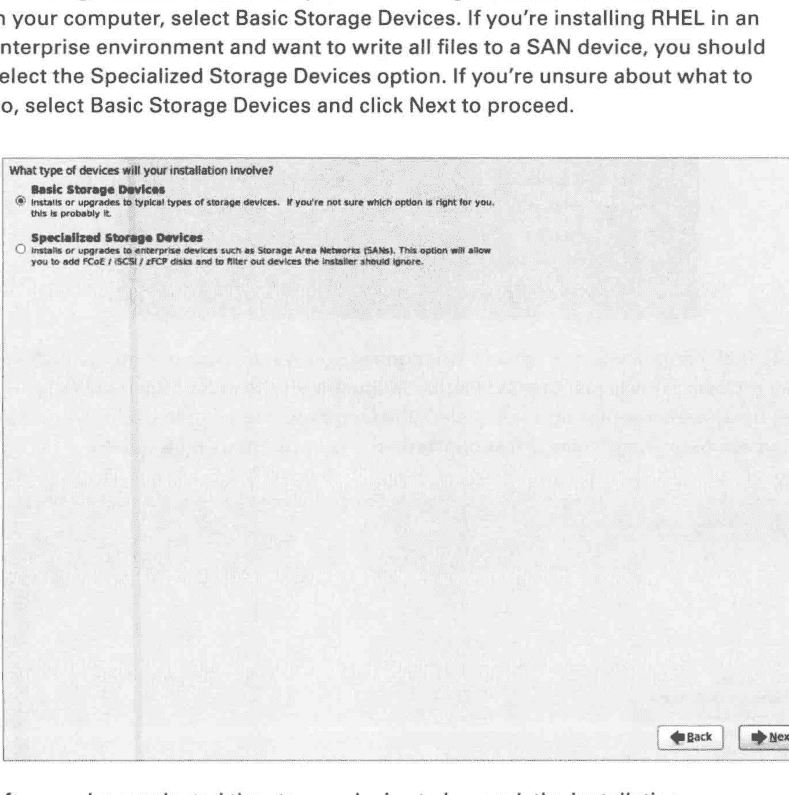 n your computer, select Basic Storage Devices. If you're installing RHEL in an
nterprise environment and want to write all files to a SAN device, you should
elect the Specialized Storage Devices option. If you're unsure about what to
o, select Basic Storage Devices and click Next to proceed.
What type of devices will your installation involve?
Basic Storage Devices
Installs or upgrades to typical types of storage devices. If you're not sure which option is right for you,
this is probably it.
Specialized Storage Devices
Installs or upgrades to enterprise devices such as Storage Area Networks (SANs). This option will allow
you to add FCoE / iSCSI / zFCP disks and to filter out devices the installer should ignore.
Back
Nex